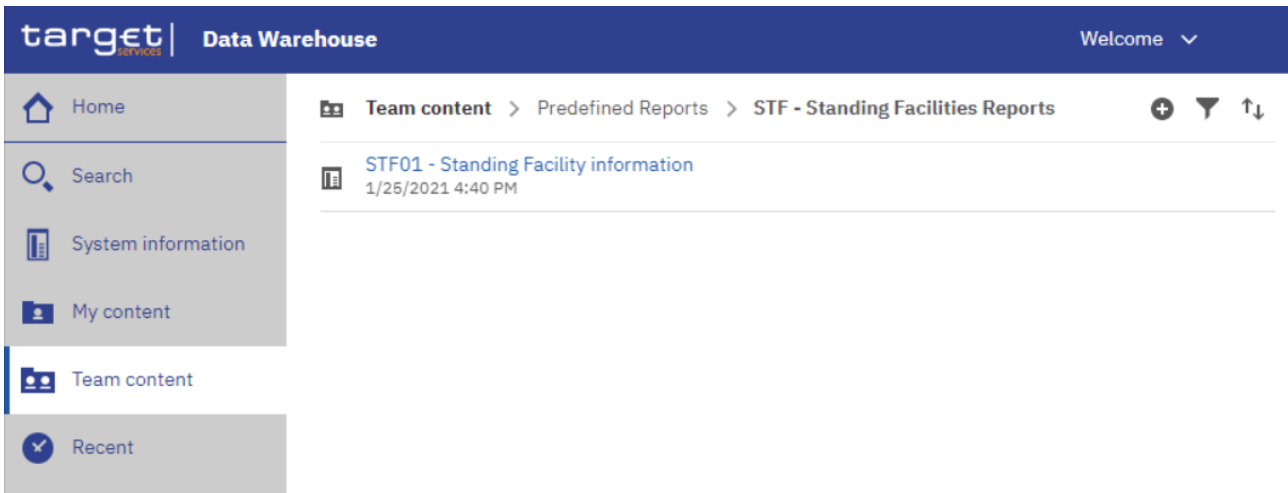 target services | Data Warehouse Welcome
Home
Team content > Predefined Reports > STF - Standing Facilities Reports
Search
STF01 - Standing Facility information
1/25/2021 4:40 PM
System information
My content
Team content
Recent